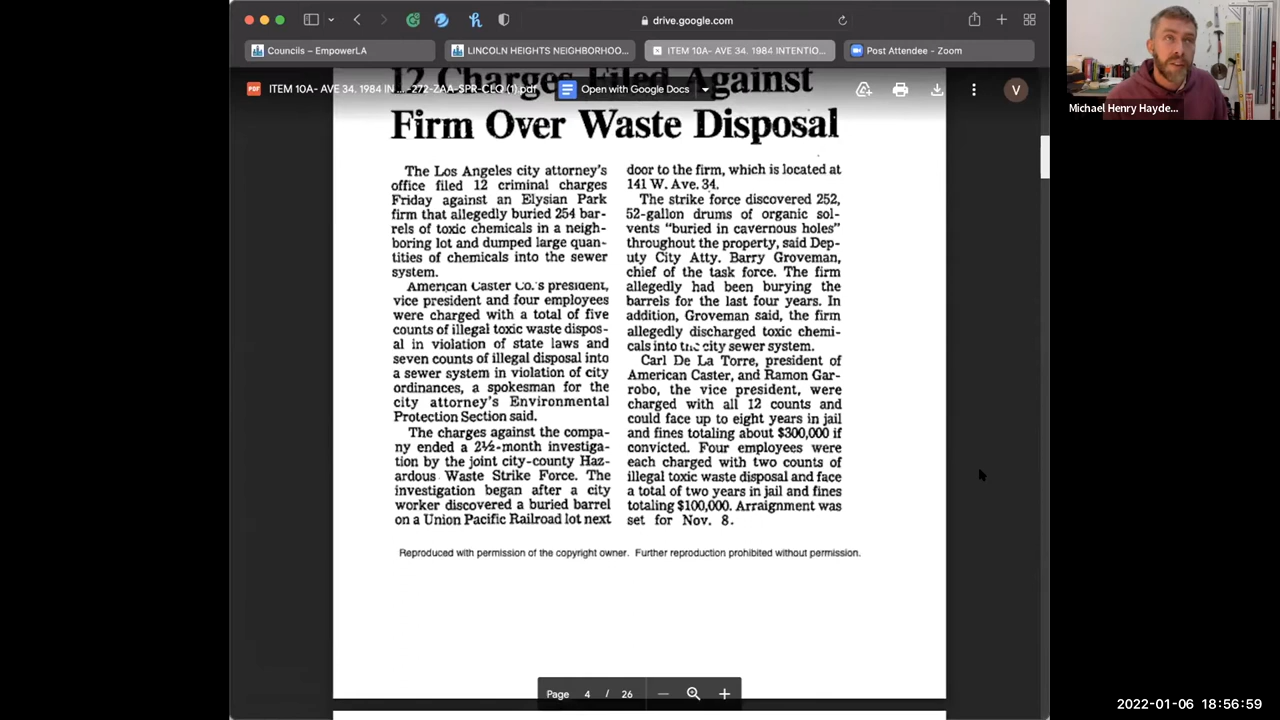 drive.google.com
Councils – EmpowerLA
LINCOLN HEIGHTS NEIGHBORHOO...
ITEM 10A- AVE 34. 1984 INTENTIO...
Post Attendee - Zoom
12 Charges Filed Against
PDF
ITEM 10A- AVE 34. 1984 IN ... -272-ZAA-SPR-CLQ (1).pdf
Open with Google Docs
V
Michael Henry Hayde...
Firm Over Waste Disposal
The Los Angeles city attorney's
office filed 12 criminal charges
Friday against an Elysian Park
firm that allegedly buried 254 bar-
rels of toxic chemicals in a neigh-
boring lot and dumped large quan-
tities of chemicals into the sewer
system.
American Caster Co.'s president,
vice president and four employees
were charged with a total of five
counts of illegal toxic waste dispos-
al in violation of state laws and
seven counts of illegal disposal into
a sewer system in violation of city
ordinances, a spokesman for the
city attorney's Environmental
Protection Section said.
The charges against the compa-
ny ended a 2½-month investiga-
tion by the joint city-county Haz-
ardous Waste Strike Force. The
investigation began after a city
worker discovered a buried barrel
on a Union Pacific Railroad lot next
door to the firm, which is located at
141 W. Ave. 34.
The strike force discovered 252,
52-gallon drums of organic sol-
vents "buried in cavernous holes"
throughout the property, said Dep-
uty City Atty. Barry Groveman,
chief of the task force. The firm
allegedly had been burying the
barrels for the last four years. In
addition, Groveman said, the firm
allegedly discharged toxic chemi-
cals into the city sewer system.
Carl De La Torre, president of
American Caster, and Ramon Gar-
robo, the vice president, were
charged with all 12 counts and
could face up to eight years in jail
and fines totaling about $300,000 if
convicted. Four employees were
each charged with two counts of
illegal toxic waste disposal and face
a total of two years in jail and fines
totaling $100,000. Arraignment was
set for Nov. 8.
Reproduced with permission of the copyright owner. Further reproduction prohibited without permission.
Page 4 / 26
2022-01-06 18:56:59